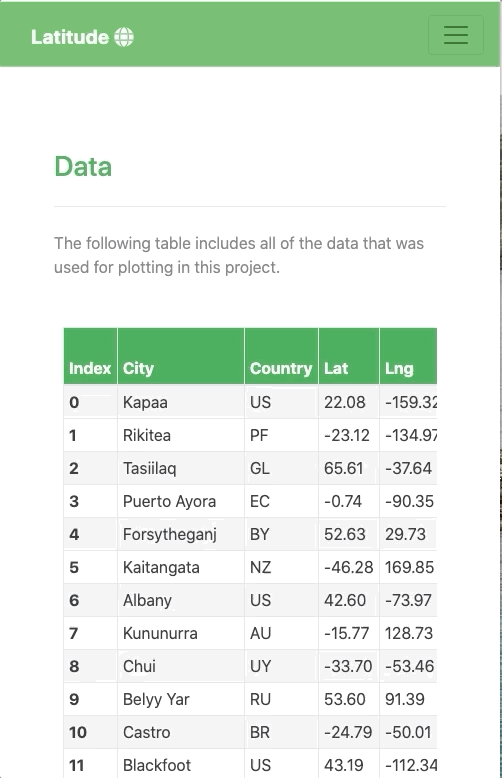 Latitude
Data
The following table includes all of the data that was
used for plotting in this project.
Index City Country Lat Lng
0 Kapaa US 22.08 -159.32
1 Rikitea PF -23.12 -134.97
2 Tasiilaq GL 65.61 -37.64
3 Puerto Ayora EC -0.74 -90.35
4 Forsytheganj BY 52.63 29.73
5 Kaitangata NZ -46.28 169.85
6 Albany US 42.60 -73.97
7 Kununurra AU -15.77 128.73
8 Chui UY -33.70 -53.46
9 Belyy Yar RU 53.60 91.39
10 Castro BR -24.79 -50.01
11 Blackfoot US 43.19 -112.34